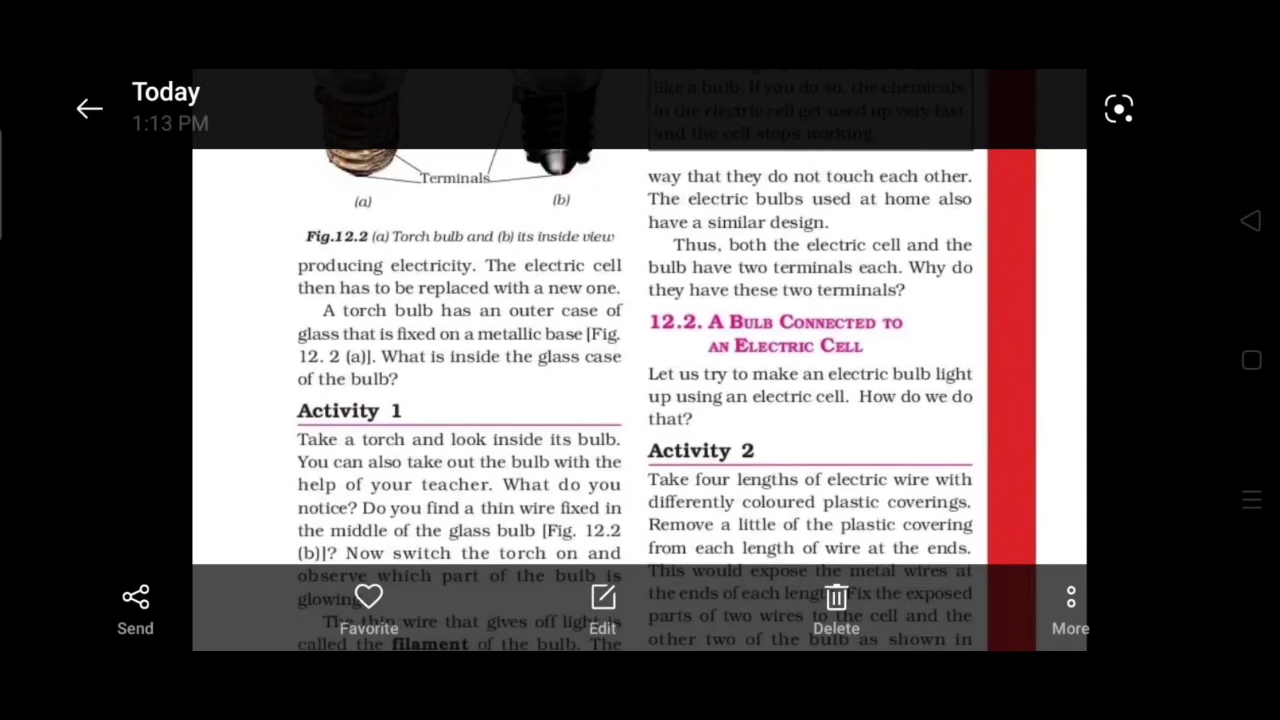 Today
1:13 PM
Terminals
(a)
(b)
Fig.12.2 (a) Torch bulb and (b) its inside view
producing electricity. The electric cell
then has to be replaced with a new one.
A torch bulb has an outer case of
glass that is fixed on a metallic base [Fig.
12. 2 (a)]. What is inside the glass case
of the bulb?
Activity 1
Take a torch and look inside its bulb.
You can also take out the bulb with the
help of your teacher. What do you
notice? Do you find a thin wire fixed in
the middle of the glass bulb [Fig. 12.2
(b)]? Now switch the torch on and
observe which part of the bulb is
glowing
The thin wire that gives off light is
called the filament of the bulb. The
like a bulb. If you do so, the chemicals
in the electric cell get used up very fast
and the cell stops working.
way that they do not touch each other.
The electric bulbs used at home also
have a similar design.
Thus, both the electric cell and the
bulb have two terminals each. Why do
they have these two terminals?
12.2. A BULB CONNECTED TO
AN ELECTRIC CELL
Let us try to make an electric bulb light
up using an electric cell. How do we do
that?
Activity 2
Take four lengths of electric wire with
differently coloured plastic coverings.
Remove a little of the plastic covering
from each length of wire at the ends.
This would expose the metal wires at
the ends of each length. Fix the exposed
parts of two wires to the cell and the
other two of the bulb as shown in
Send
Favorite
Edit
Delete
More